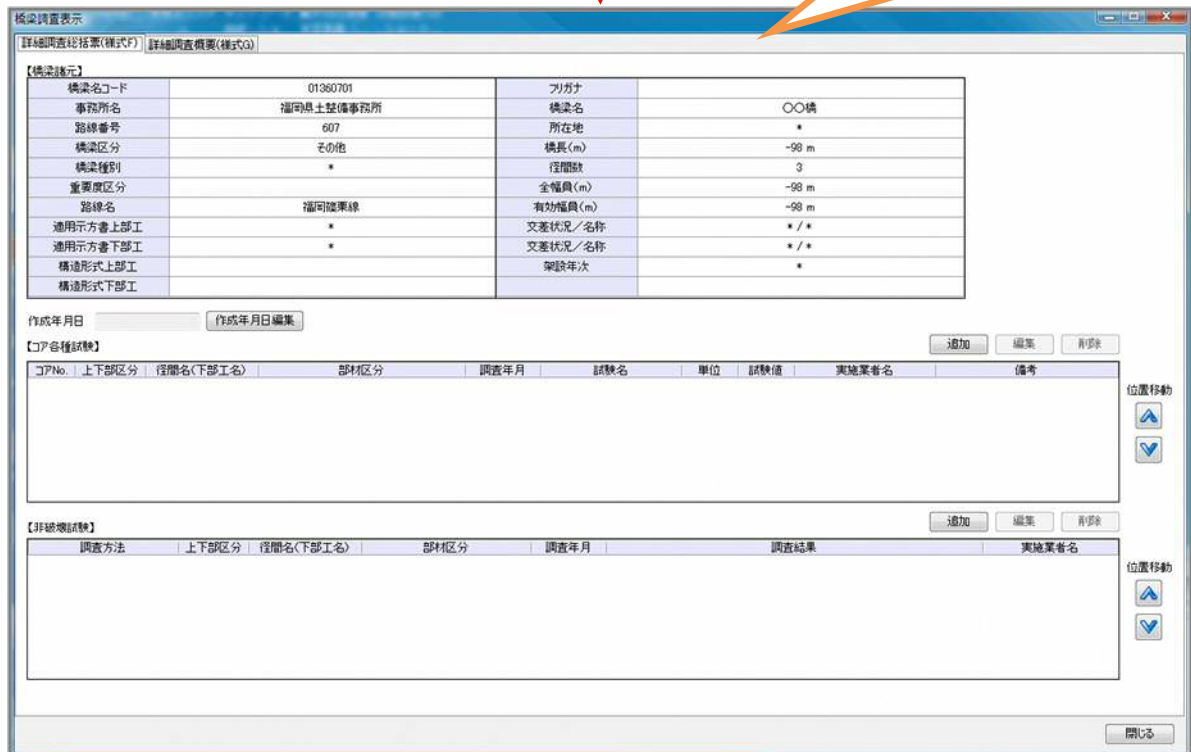 橋梁調査表示
詳細調査総括票(様式F) 詳細調査概要(様式G)
【橋梁諸元】
橋梁名コード 01360701 フリガナ
事務所名 福岡県土整備事務所 橋梁名 〇〇橋
路線番号 607 所在地 *
橋梁区分 その他 橋長(m) -98 m
橋梁種別 * 径間数 3
重要度区分 全幅員(m) -98 m
路線名 福岡篠栗線 有効幅員(m) -98 m
適用示方書上部工 * 交差状況／名称 * / *
適用示方書下部工 * 交差状況／名称 * / *
構造形式上部工 架設年次 *
構造形式下部工
作成年月日 作成年月日編集
【コア各種試験】 追加 編集 削除
コアNo. 上下部区分 径間名(下部工名) 部材区分 調査年月 試験名 単位 試験値 実施業者名 備考
位置移動
【非破壊試験】 追加 編集 削除
調査方法 上下部区分 径間名(下部工名) 部材区分 調査年月 調査結果 実施業者名
位置移動
閉じる